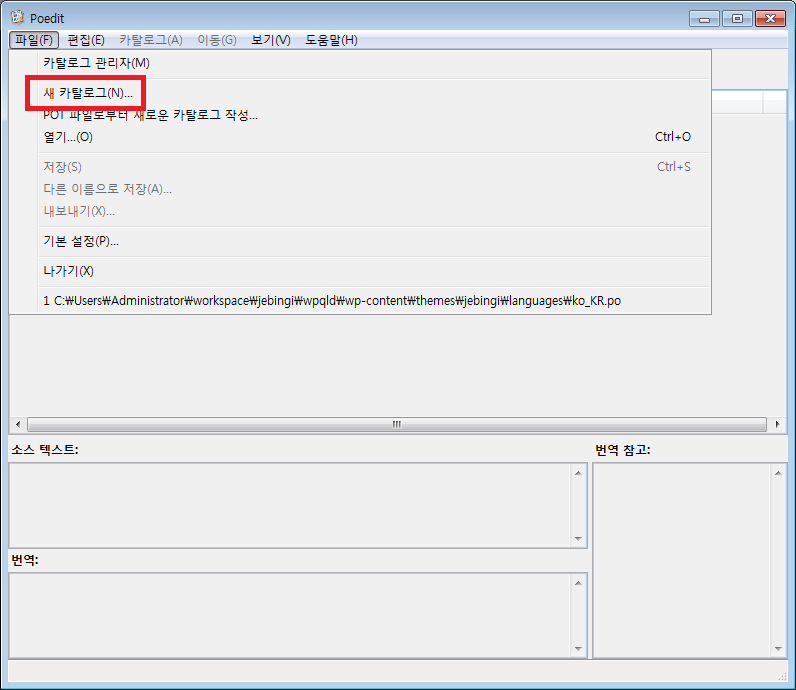 Poedit
파일(F) 편집(E) 카탈로그(A) 이동(G) 보기(V) 도움말(H)
카탈로그 관리자(M)
새 카탈로그(N)...
POT 파일로부터 새로운 카탈로그 작성...
열기...(O) Ctrl+O
저장(S) Ctrl+S
다른 이름으로 저장(A)...
내보내기(X)...
기본 설정(P)...
나가기(X)
1 C:₩Users₩Administrator₩workspace₩jebingi₩wpqld₩wp-content₩themes₩jebingi₩languages₩ko_KR.po
소스 텍스트: 번역 참고:
번역: